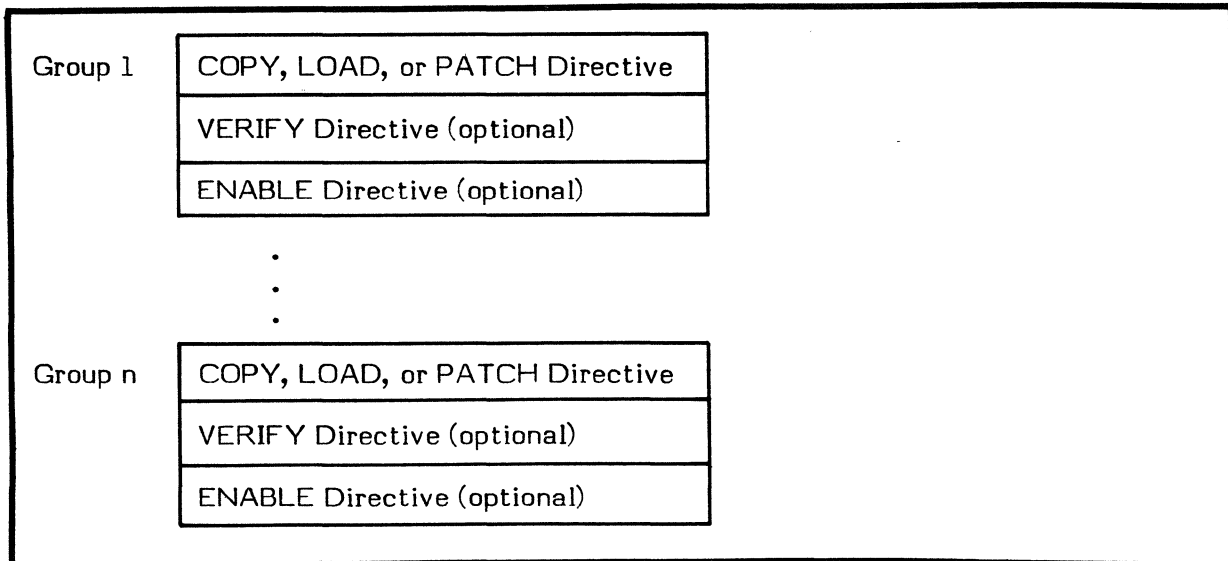 Group 1 COPY, LOAD, or PATCH Directive
VERIFY Directive (optional)
ENABLE Directive (optional)
.
.
.
Group n COPY, LOAD, or PATCH Directive
VERIFY Directive (optional)
ENABLE Directive (optional)